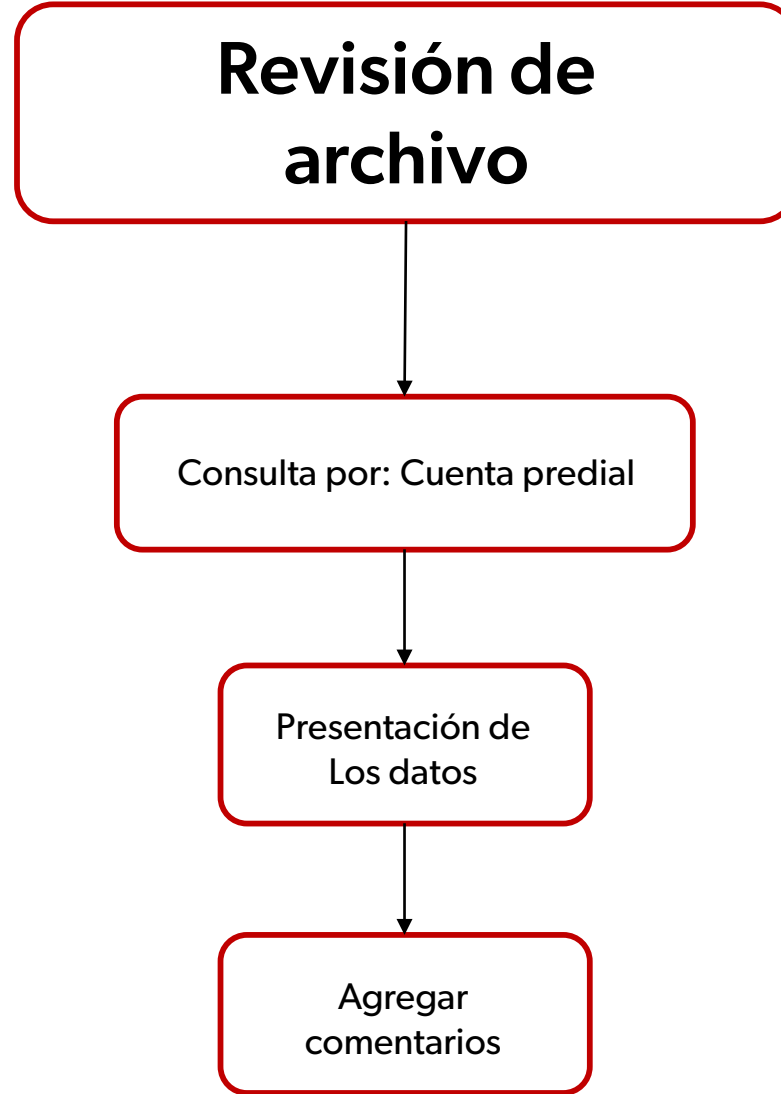 Revisión de
archivo
Consulta por: Cuenta predial
Presentación de
Los datos
Agregar
comentarios